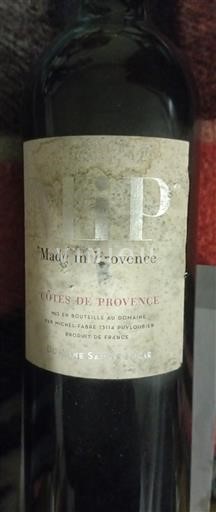 MiP
"Made in Provence"
CÔTES DE PROVENCE
MIS EN BOUTEILLE AU DOMAINE
PAR MICHEL FABRE 13114 PUYLOUBIER
PRODUIT DE FRANCE
DOMAINE